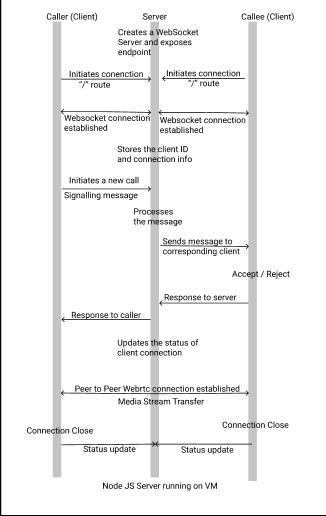 Caller (Client) Server Callee (Client)
Creates a WebSocket
Server and exposes
endpoint
Initiates conenction Initiates connection
"/" route "/" route
Websocket connection Websocket connection
established established
Stores the client ID
and connection info
Initiates a new call
Signalling message
Processes
the message
Sends message to
corresponding client
Accept / Reject
Response to server
Response to caller
Updates the status of
client connection
Peer to Peer Webrtc connection established
Media Stream Transfer
Connection Close Connection Close
Status update Status update
Node JS Server running on VM